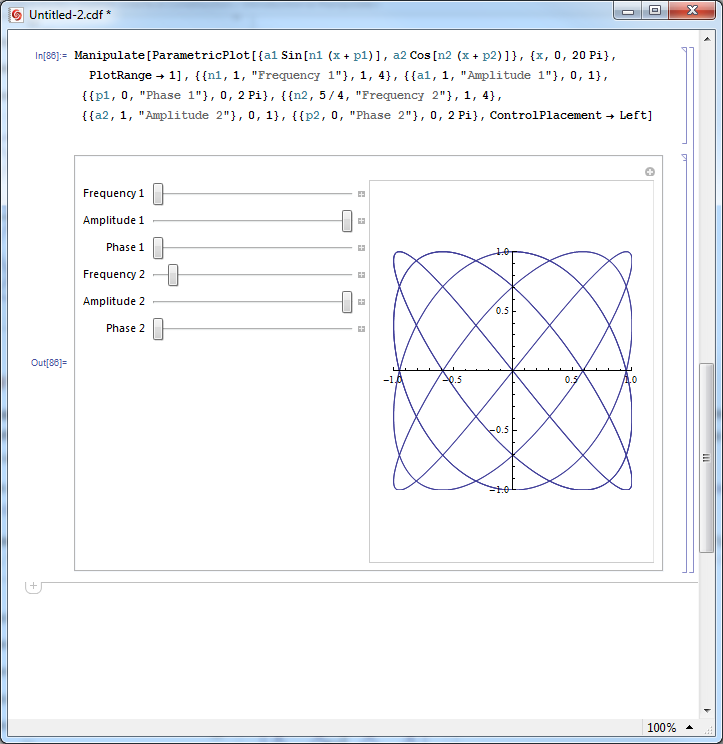 Untitled-2.cdf *
In[86]:= Manipulate[ParametricPlot[{a1 Sin[n1 (x + p1)], a2 Cos[n2 (x + p2)]}, {x, 0, 20 Pi},
PlotRange → 1], {{n1, 1, "Frequency 1"}, 1, 4}, {{a1, 1, "Amplitude 1"}, 0, 1},
{{p1, 0, "Phase 1"}, 0, 2 Pi}, {{n2, 5/4, "Frequency 2"}, 1, 4},
{{a2, 1, "Amplitude 2"}, 0, 1}, {{p2, 0, "Phase 2"}, 0, 2 Pi}, ControlPlacement → Left]
Frequency 1
Amplitude 1
Phase 1
Frequency 2
Amplitude 2
Phase 2
Out[86]=
1.0
0.5
-1.0 -0.5 0.5 1.0
-0.5
-1.0
100%